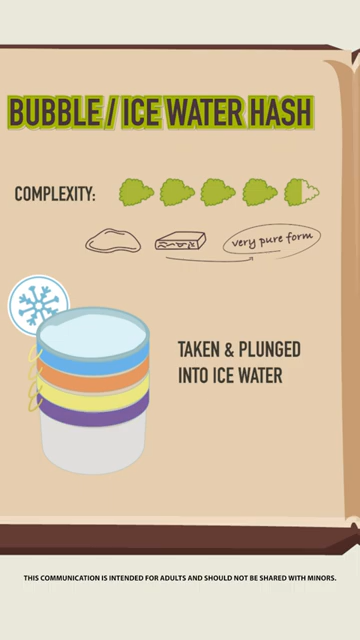 BUBBLE / ICE WATER HASH
COMPLEXITY:
very pure form
TAKEN & PLUNGED
INTO ICE WATER
THIS COMMUNICATION IS INTENDED FOR ADULTS AND SHOULD NOT BE SHARED WITH MINORS.